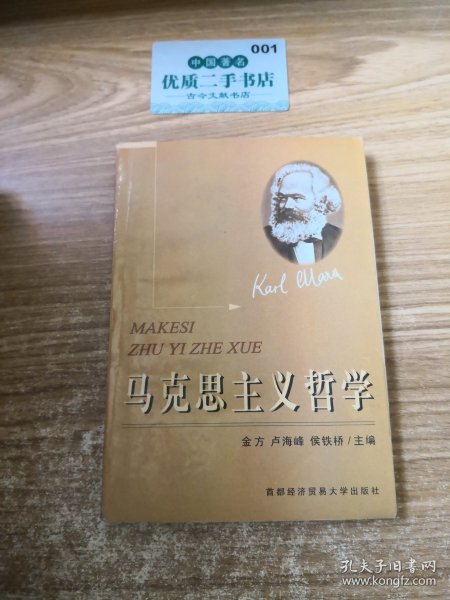 001
中国著名
优质二手书店
古今文献书店
Karl Marx
MAKESI
ZHU YI ZHE XUE
马克思主义哲学
金方 卢海峰 侯铁桥/主编
首都经济贸易大学出版社
孔夫子旧书网
www.kongfz.com